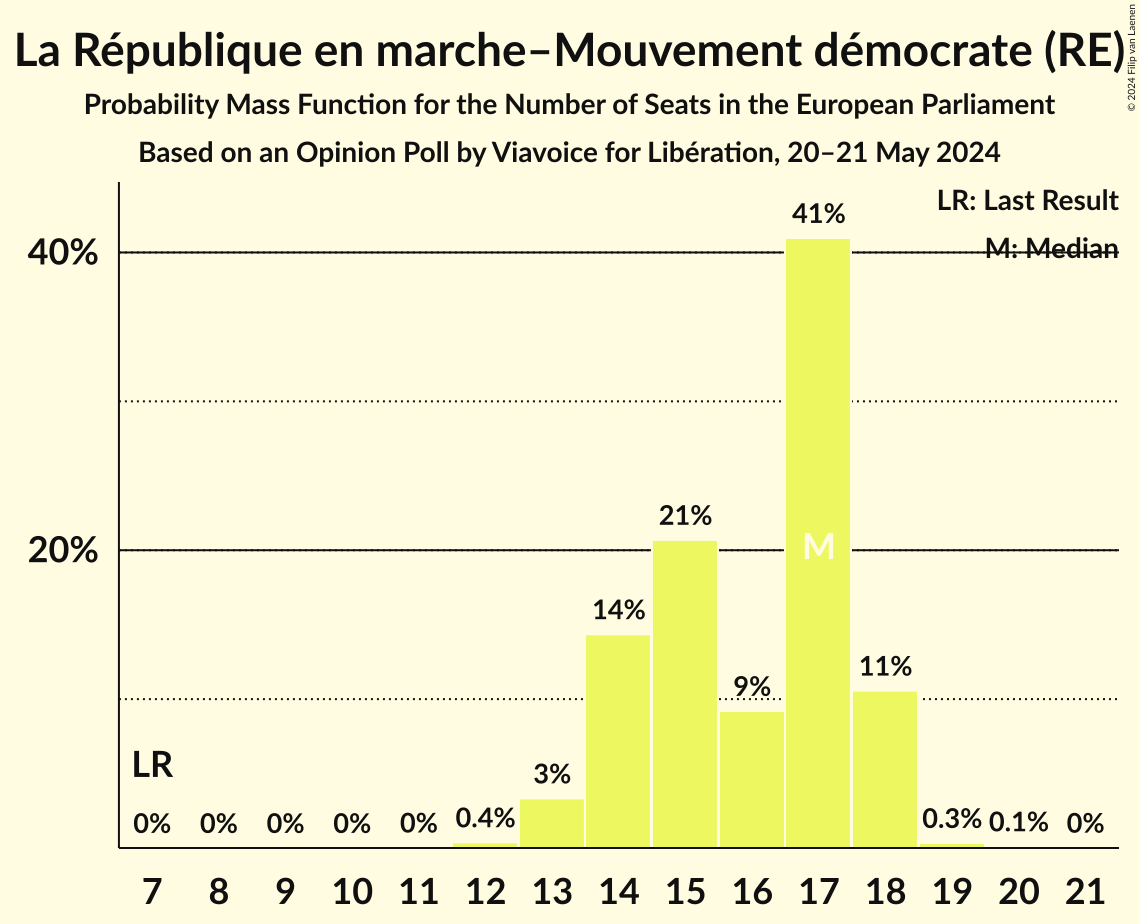 La République en marche–Mouvement démocrate (RE)
Probability Mass Function for the Number of Seats in the European Parliament
Based on an Opinion Poll by Viavoice for Libération, 20–21 May 2024
© 2024 Filip van Laenen
LR: Last Result
M: Median
41%
40%
21%
20%
M
14%
11%
9%
LR
3%
0% 0% 0% 0% 0% 0.4% 0.3% 0.1% 0%
7 8 9 10 11 12 13 14 15 16 17 18 19 20 21